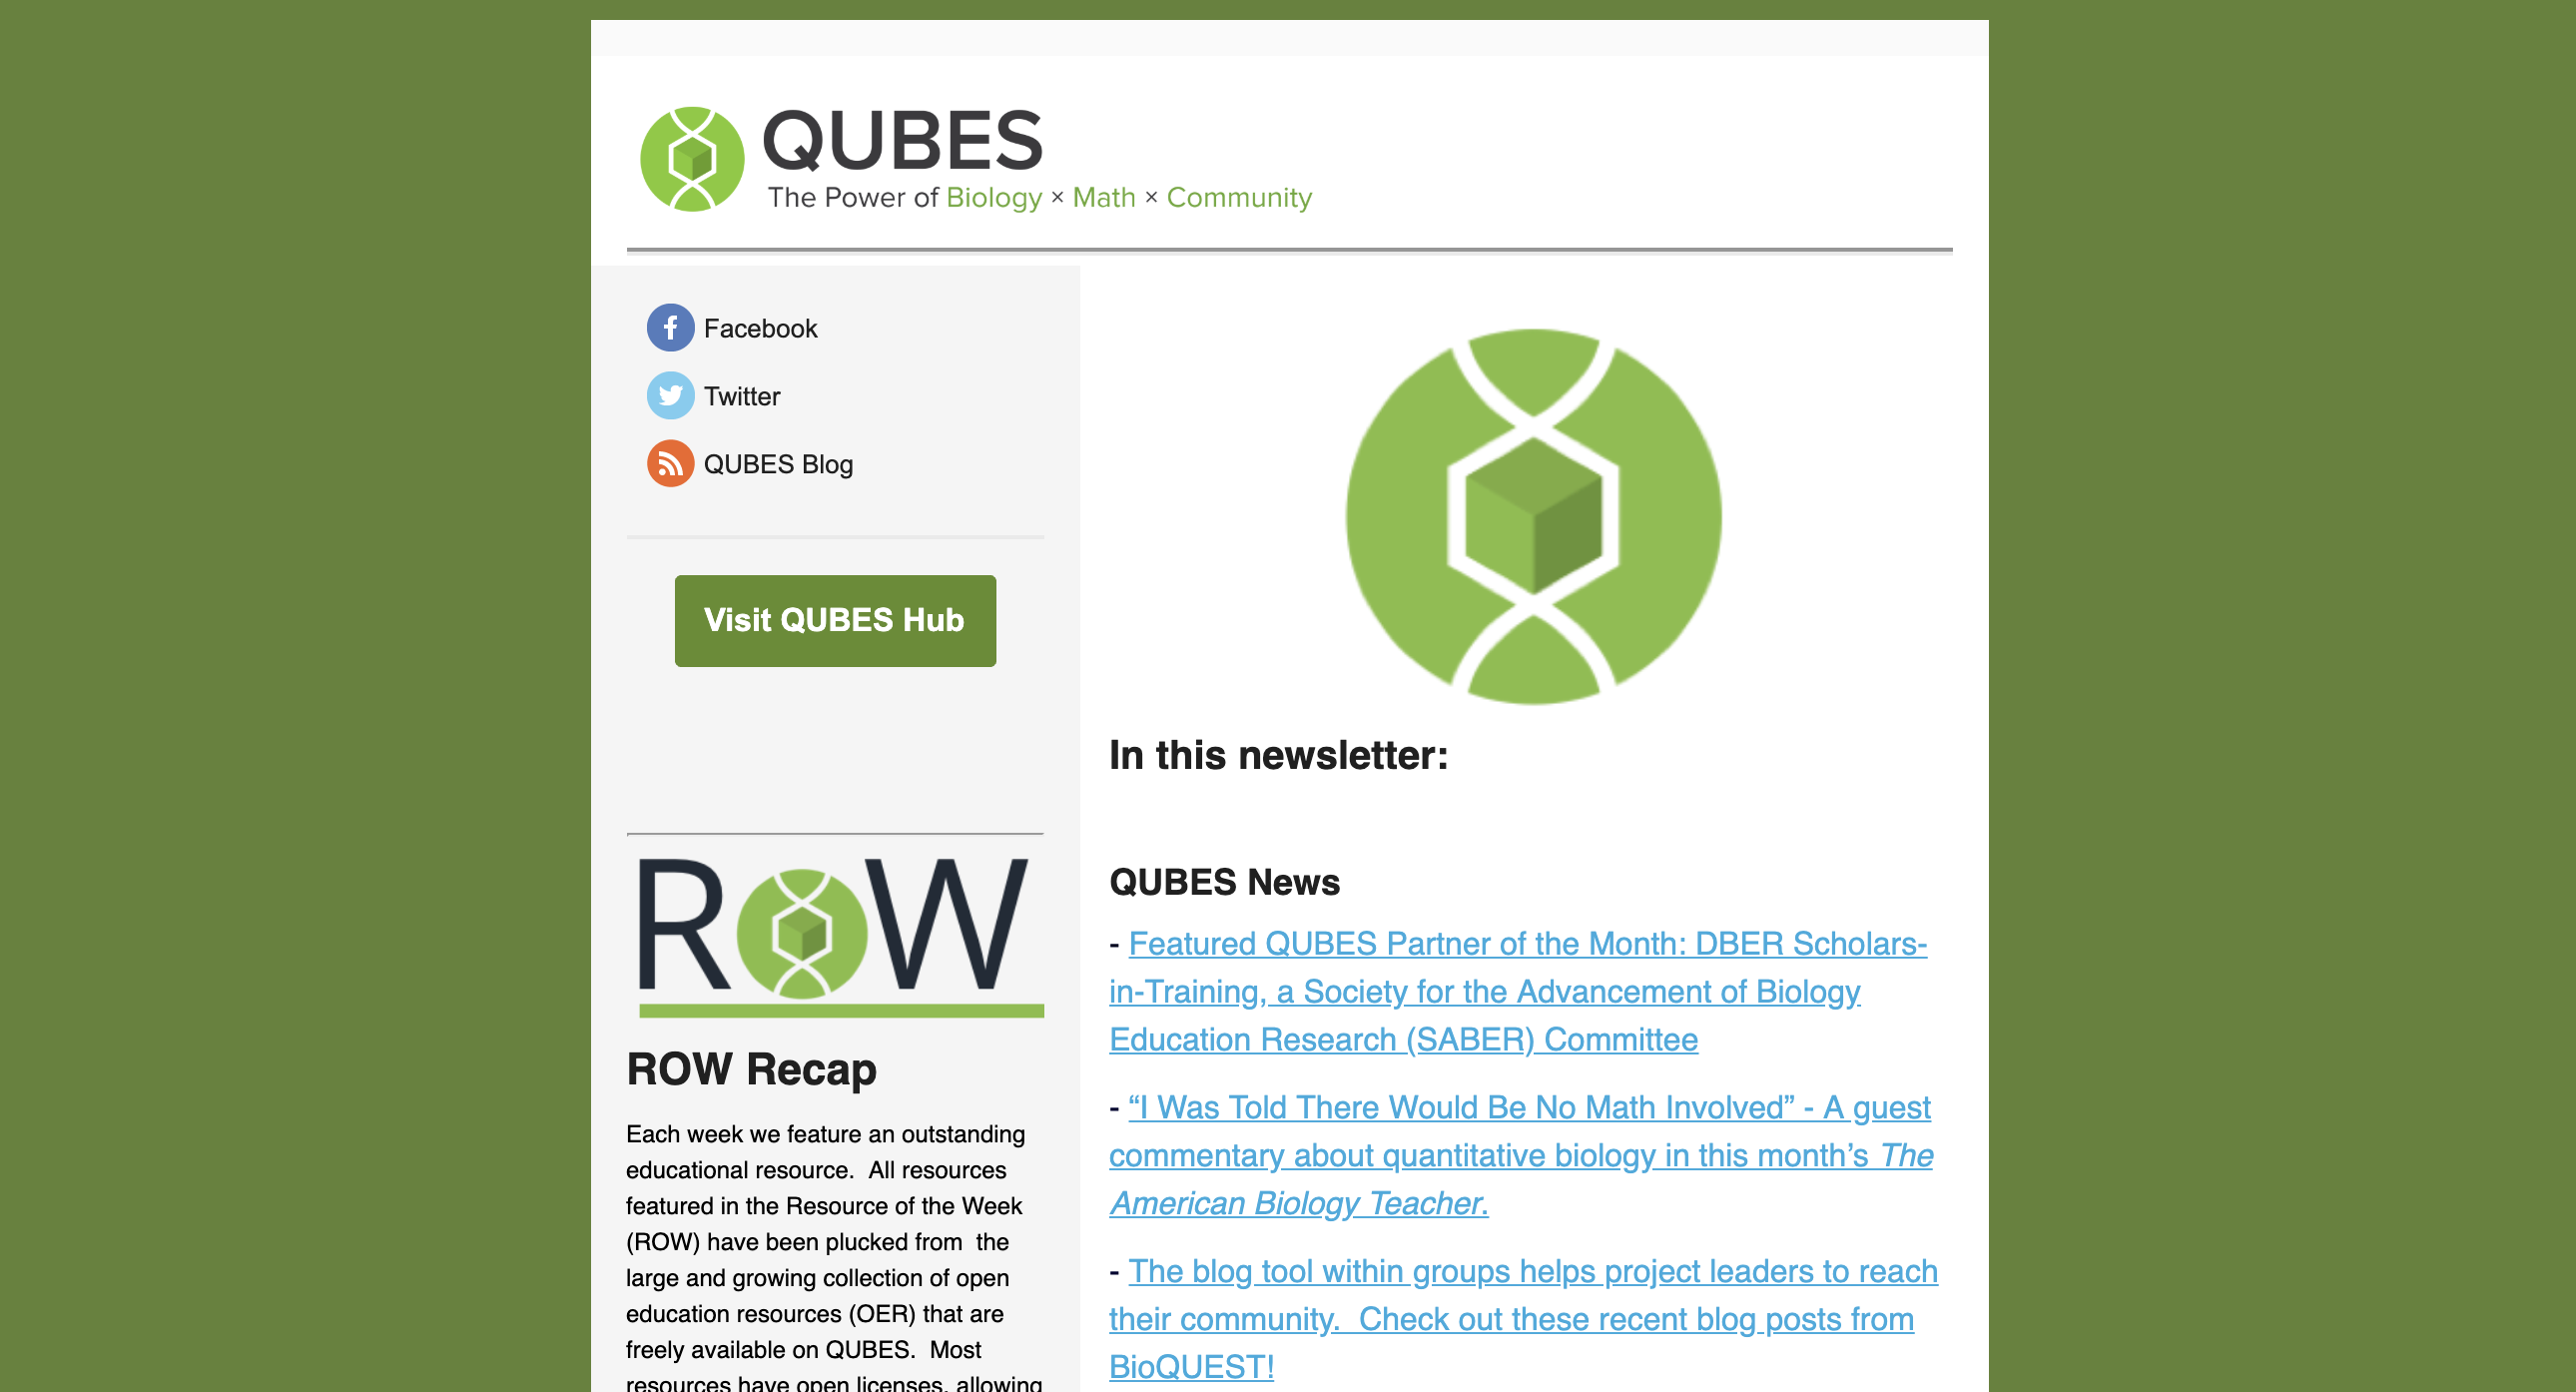 QUBES
The Power of Biology × Math × Community
Facebook
Twitter
QUBES Blog
Visit QUBES Hub
ROW
ROW Recap
Each week we feature an outstanding
educational resource.  All resources
featured in the Resource of the Week
(ROW) have been plucked from  the
large and growing collection of open
education resources (OER) that are
freely available on QUBES.  Most
resources have open licenses, allowing
In this newsletter:
QUBES News
- Featured QUBES Partner of the Month: DBER Scholars-
in-Training, a Society for the Advancement of Biology
Education Research (SABER) Committee
- “I Was Told There Would Be No Math Involved” - A guest
commentary about quantitative biology in this month’s The
American Biology Teacher.
- The blog tool within groups helps project leaders to reach
their community.  Check out these recent blog posts from
BioQUEST!